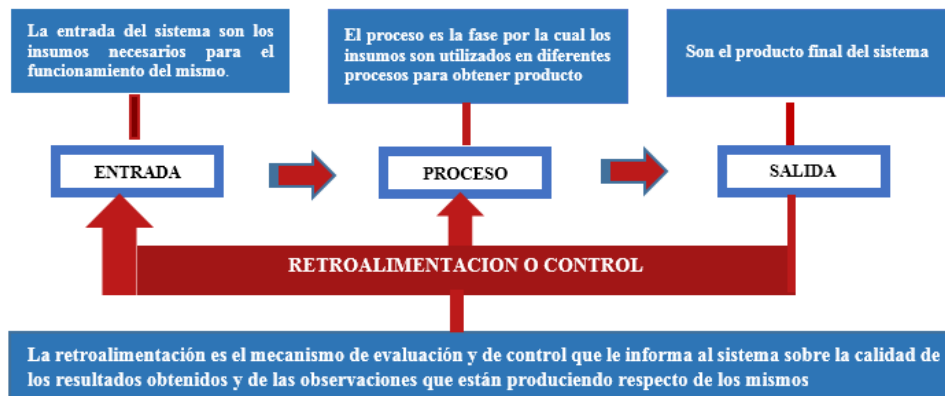 La entrada del sistema son los
insumos necesarios para el
funcionamiento del mismo.
El proceso es la fase por la cual los
insumos son utilizados en diferentes
procesos para obtener producto
Son el producto final del sistema
ENTRADA
PROCESO
SALIDA
RETROALIMENTACION O CONTROL
La retroalimentación es el mecanismo de evaluación y de control que le informa al sistema sobre la calidad de
los resultados obtenidos y de las observaciones que están produciendo respecto de los mismos